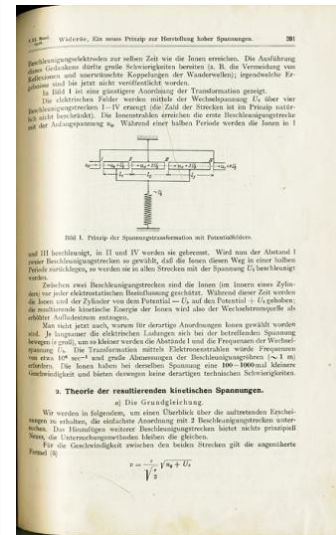 Wideröe, Ein neues Prinzip zur Herstellung hoher Spannungen. 391
Beschleunigungselektroden zur selben Zeit wie die Ionen erreichen. Die Ausführung
dieses Gedankens dürfte große Schwierigkeiten bereiten (z. B. die Vermeidung von
Reflexionen und unerwünschte Koppelungen der Wanderwellen); irgendwelche Er-
gebnisse sind bis jetzt nicht veröffentlicht worden.
In Bild 1 ist eine günstigere Anordnung der Transformation gezeigt.
Die elektrischen Felder werden mittels der Wechselspannung U über vier
Beschleunigungsstrecken I—IV erzeugt (die Zahl der Strecken ist im Prinzip natür-
lich nicht beschränkt). Die Ionenstrahlen erreichen die erste Beschleunigungsstrecke
mit der Anfangsspannung u₀. Während einer halben Periode werden die Ionen in I
Bild 1. Prinzip der Spannungstransformation mit Potentialfeldern.
und III beschleunigt, in II und IV werden sie gebremst. Wird nun der Abstand l
zweier Beschleunigungsstrecken so gewählt, daß die Ionen diesen Weg in einer halben
Periode zurücklegen, so werden sie in allen Strecken mit der Spannung U beschleunigt
werden.
Zwischen zwei Beschleunigungsstrecken sind die Ionen (im Innern eines Zylin-
ders) vor jeder elektrostatischen Beeinflussung geschützt. Während dieser Zeit werden
die Ionen und der Zylinder von dem Potential — U auf den Potential + U gehoben;
die resultierende kinetische Energie der Ionen wird also der Wechselstromquelle als
erhöhter Aufladestrom entzogen.
Man sieht jetzt auch, warum für derartige Anordnungen Ionen gewählt worden
sind. Je langsamer die elektrischen Ladungen sich bei der betreffenden Spannung
bewegen (e groß), um so kleiner werden die Abstände l und die Frequenzen der Wechsel-
spannung U. Die Transformation mittels Elektronenstrahlen würde Frequenzen
von etwa 10⁸ sec⁻¹ und große Abmessungen der Beschleunigungsröhren (~ 1 m)
erfordern. Die Ionen haben bei derselben Spannung eine 100—1000mal kleinere
Geschwindigkeit und bieten deswegen keine derartigen technischen Schwierigkeiten.
2. Theorie der resultierenden kinetischen Spannungen.
a) Die Grundgleichung.
Wir werden in folgendem, um einen Überblick über die auftretenden Erschei-
nungen zu erhalten, die einfachste Anordnung mit 2 Beschleunigungsstrecken unter-
suchen. Das Hinzufügen weiterer Beschleunigungsstrecken bietet nichts prinzipiell
Neues, die Untersuchungsmethoden bleiben die gleichen.
Für die Geschwindigkeit zwischen den beiden Strecken gilt die angenäherte
Formel